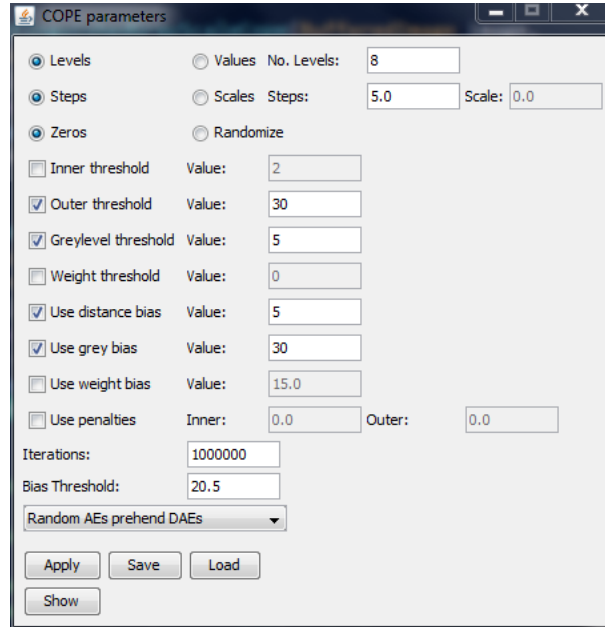 COPE parameters
Levels Values No. Levels: 8
Steps Scales Steps: 5.0 Scale: 0.0
Zeros Randomize
Inner threshold Value: 2
Outer threshold Value: 30
Greylevel threshold Value: 5
Weight threshold Value: 0
Use distance bias Value: 5
Use grey bias Value: 30
Use weight bias Value: 15.0
Use penalties Inner: 0.0 Outer: 0.0
Iterations: 1000000
Bias Threshold: 20.5
Random AEs prehend DAEs
Apply Save Load
Show